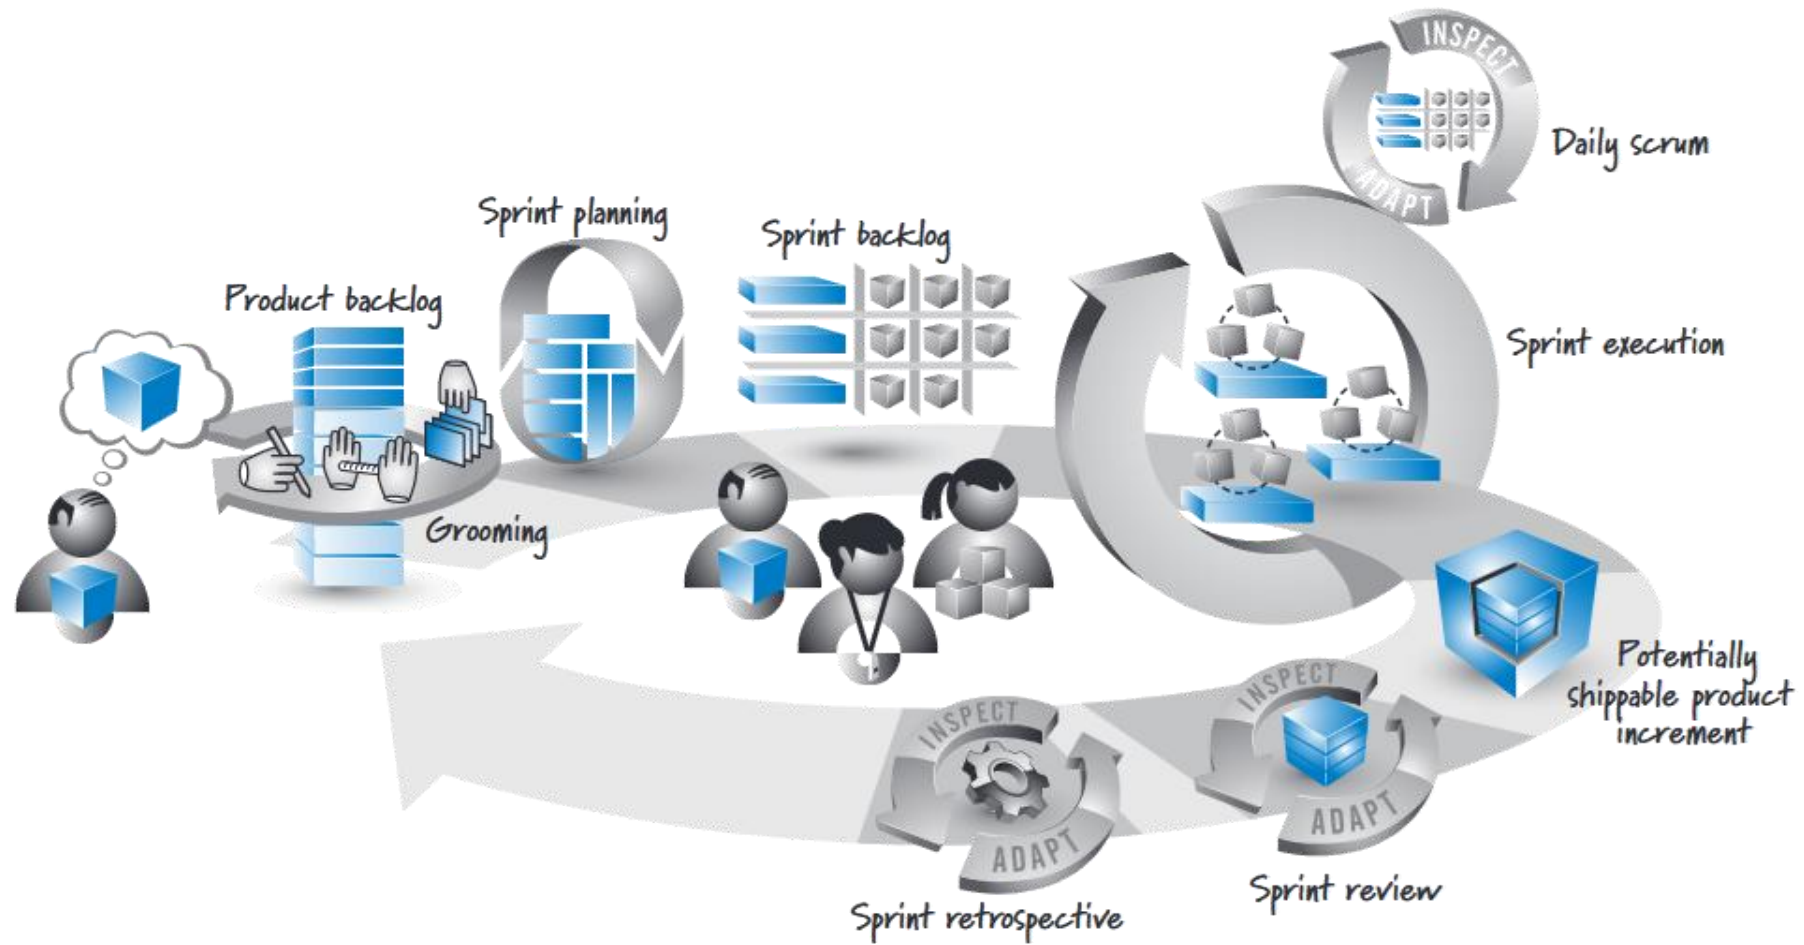 INSPECT
ADAPT
Daily scrum
Sprint planning
Sprint backlog
Product backlog
Sprint execution
Grooming
Potentially
shippable product
increment
INSPECT
ADAPT
Sprint review
INSPECT
ADAPT
Sprint retrospective